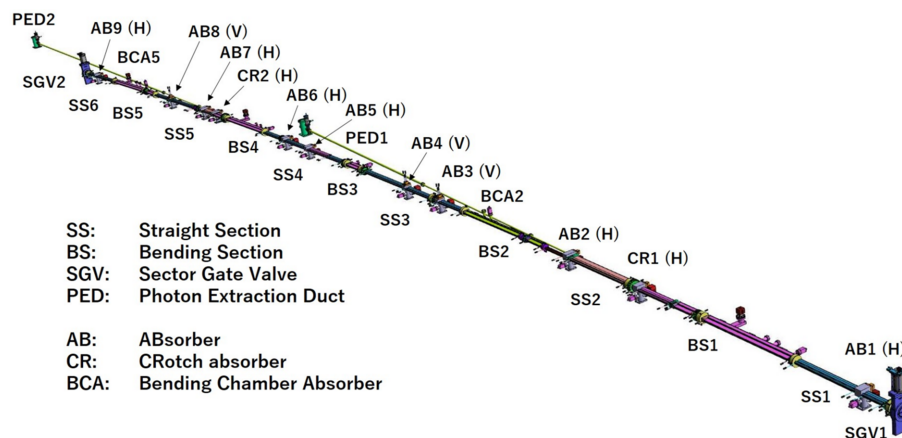 PED2
AB9 (H)
AB8 (V)
BCA5
AB7 (H)
CR2 (H)
SGV2
AB6 (H)
SS6
AB5 (H)
BS5
PED1
SS5
AB4 (V)
BS4
AB3 (V)
SS4
BCA2
BS3
SS3
AB2 (H)
BS2
CR1 (H)
SS2
BS1
AB1 (H)
SS1
SGV1
SS: Straight Section
BS: Bending Section
SGV: Sector Gate Valve
PED: Photon Extraction Duct
AB: ABsorber
CR: CRotch absorber
BCA: Bending Chamber Absorber